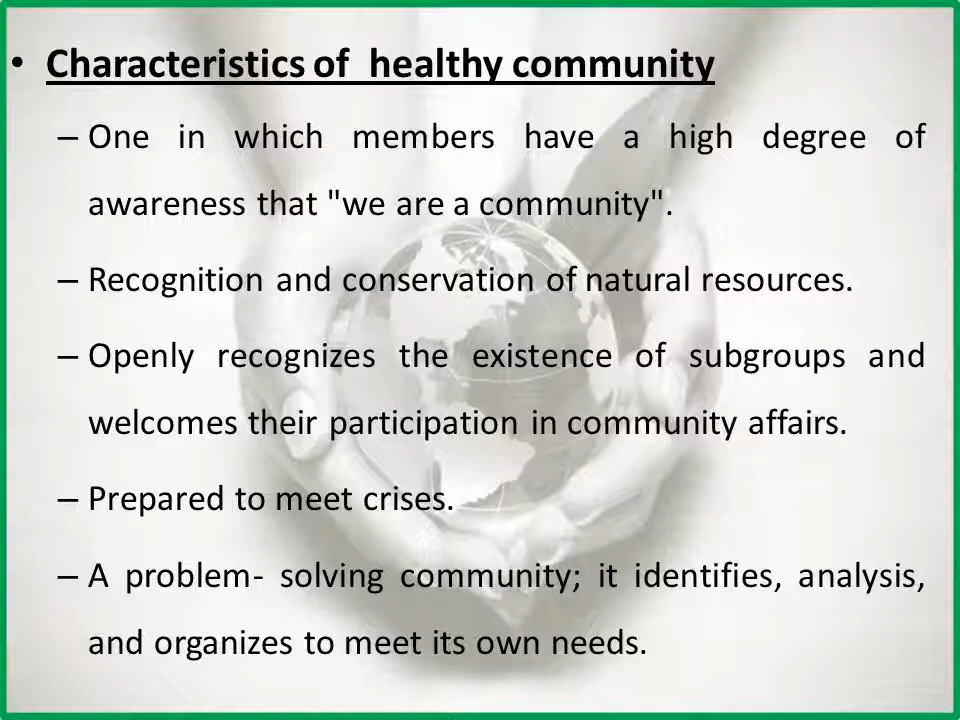 • Characteristics of  healthy community
– One in which members have a high degree of
awareness that "we are a community".
– Recognition and conservation of natural resources.
– Openly recognizes the existence of subgroups and
welcomes their participation in community affairs.
– Prepared to meet crises.
– A problem- solving community; it identifies, analysis,
and organizes to meet its own needs.